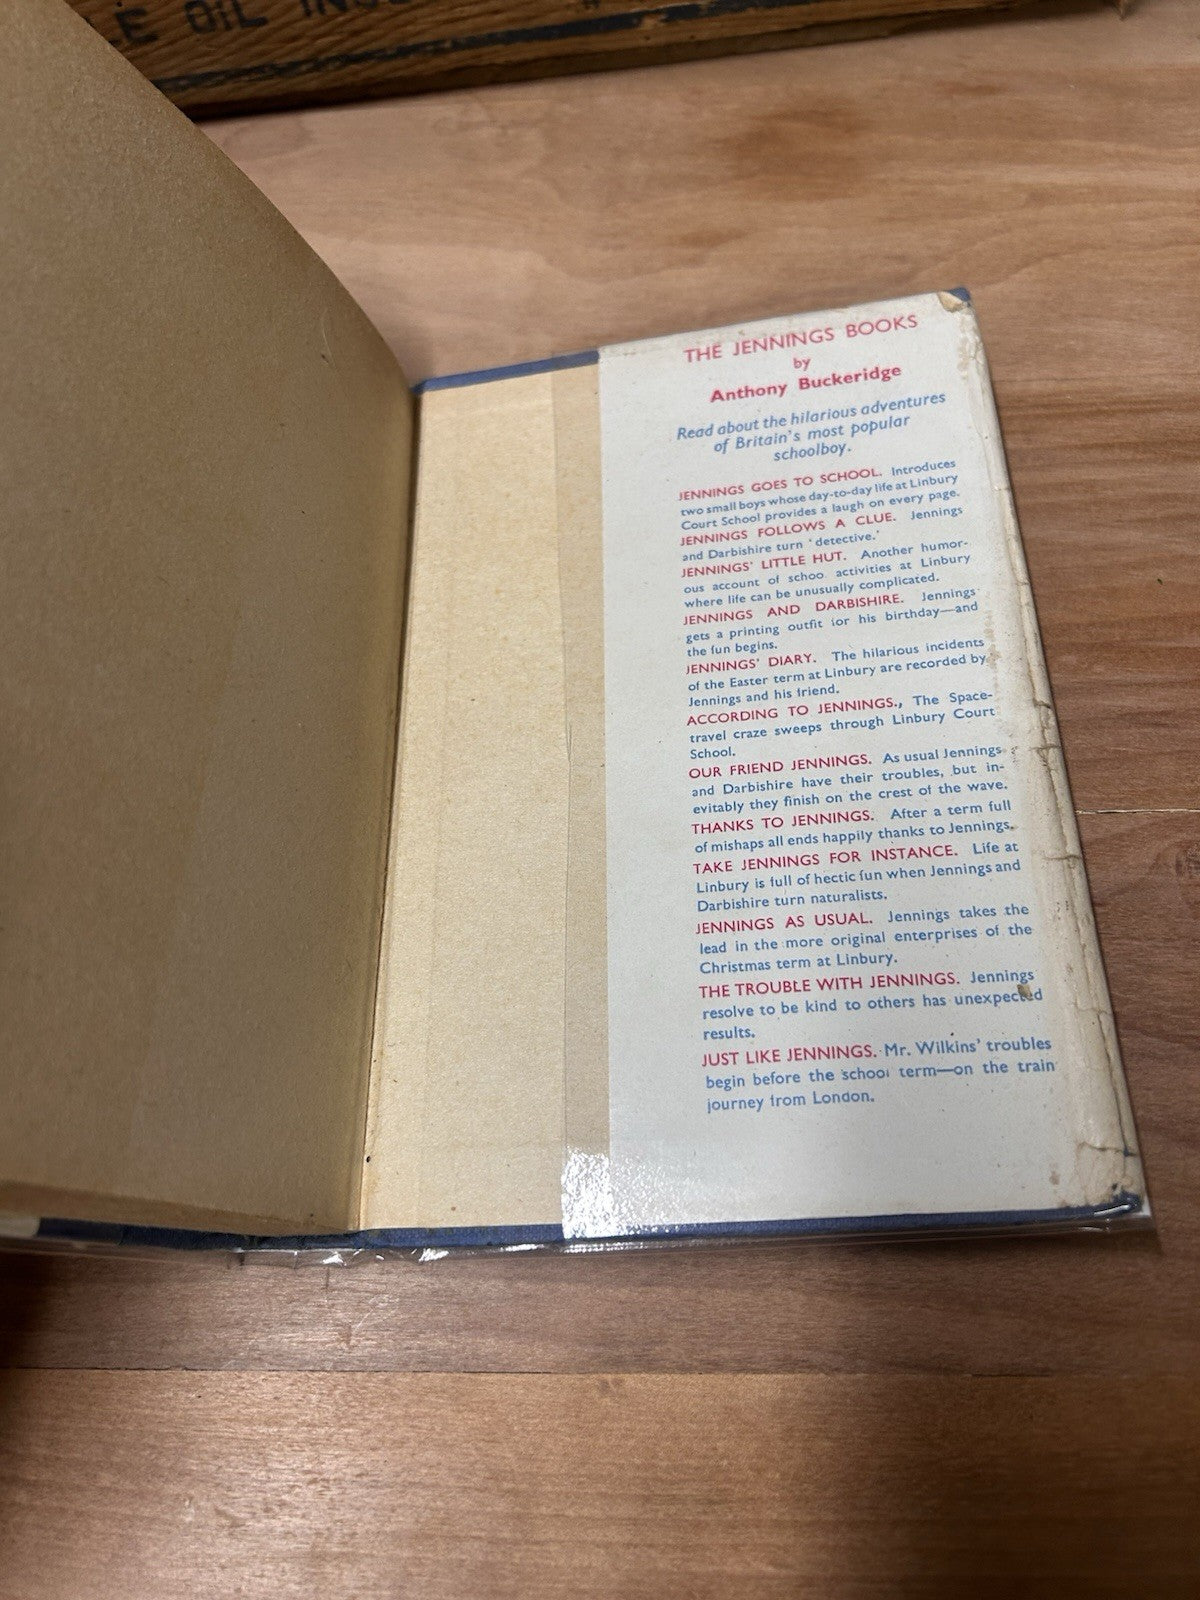 E OIL IN
THE JENNINGS BOOKS
by
Anthony Buckeridge
Read about the hilarious adventures
of Britain's most popular
schoolboy.
JENNINGS GOES TO SCHOOL. Introduces
two small boys whose day-to-day life at Linbury
Court School provides a laugh on every page.
JENNINGS FOLLOWS A CLUE. Jennings
and Darbishire turn 'detective.'
JENNINGS' LITTLE HUT. Another humor-
ous account of schoo activities at Linbury
where life can be unusually complicated.
JENNINGS AND DARBISHIRE. Jennings
gets a printing outfit for his birthday—and
the fun begins.
JENNINGS' DIARY. The hilarious incidents
of the Easter term at Linbury are recorded by
Jennings and his friend.
ACCORDING TO JENNINGS., The Space-
travel craze sweeps through Linbury Court
School.
OUR FRIEND JENNINGS. As usual Jennings
and Darbishire have their troubles, but in-
evitably they finish on the crest of the wave.
THANKS TO JENNINGS. After a term full
of mishaps all ends happily thanks to Jennings.
TAKE JENNINGS FOR INSTANCE. Life at
Linbury is full of hectic fun when Jennings and
Darbishire turn naturalists.
JENNINGS AS USUAL. Jennings takes the
lead in the more original enterprises of the
Christmas term at Linbury.
THE TROUBLE WITH JENNINGS. Jennings
resolve to be kind to others has unexpected
results.
JUST LIKE JENNINGS. Mr. Wilkins' troubles
begin before the school term—on the train
journey from London.